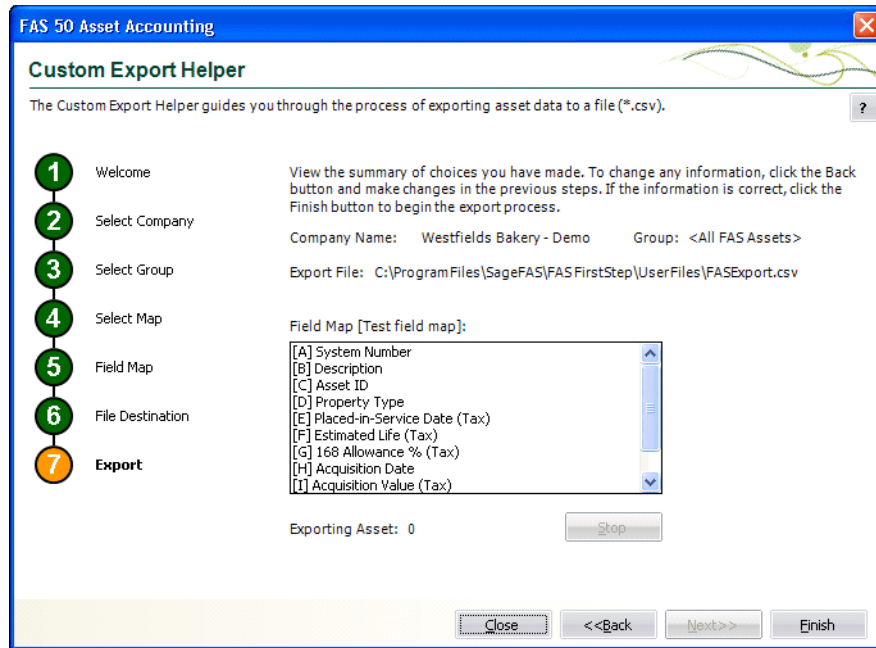 FAS 50 Asset Accounting
Custom Export Helper
The Custom Export Helper guides you through the process of exporting asset data to a file (*.csv).
?
1 Welcome
2 Select Company
3 Select Group
4 Select Map
5 Field Map
6 File Destination
7 Export
View the summary of choices you have made. To change any information, click the Back
button and make changes in the previous steps. If the information is correct, click the
Finish button to begin the export process.
Company Name: Westfields Bakery - Demo Group: <All FAS Assets>
Export File: C:\ProgramFiles\SageFAS\FASFirstStep\UserFiles\FASExport.csv
Field Map [Test field map]:
[A] System Number
[B] Description
[C] Asset ID
[D] Property Type
[E] Placed-in-Service Date (Tax)
[F] Estimated Life (Tax)
[G] 168 Allowance % (Tax)
[H] Acquisition Date
[I] Acquisition Value (Tax)
Exporting Asset: 0 Stop
Close <<Back Next>> Finish